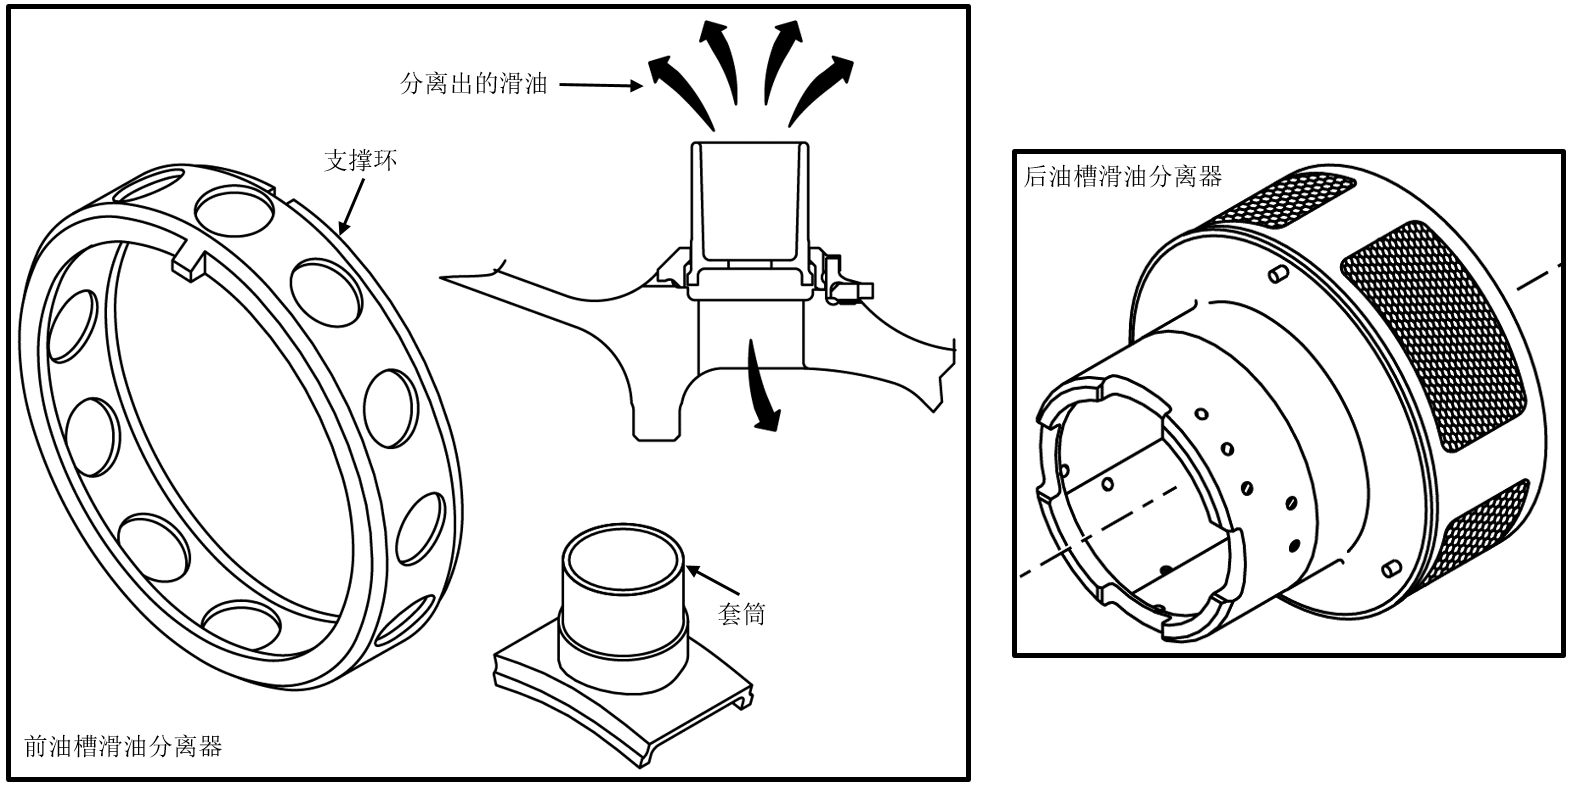 分离出的滑油
支撑环
套筒
前油槽滑油分离器
后油槽滑油分离器